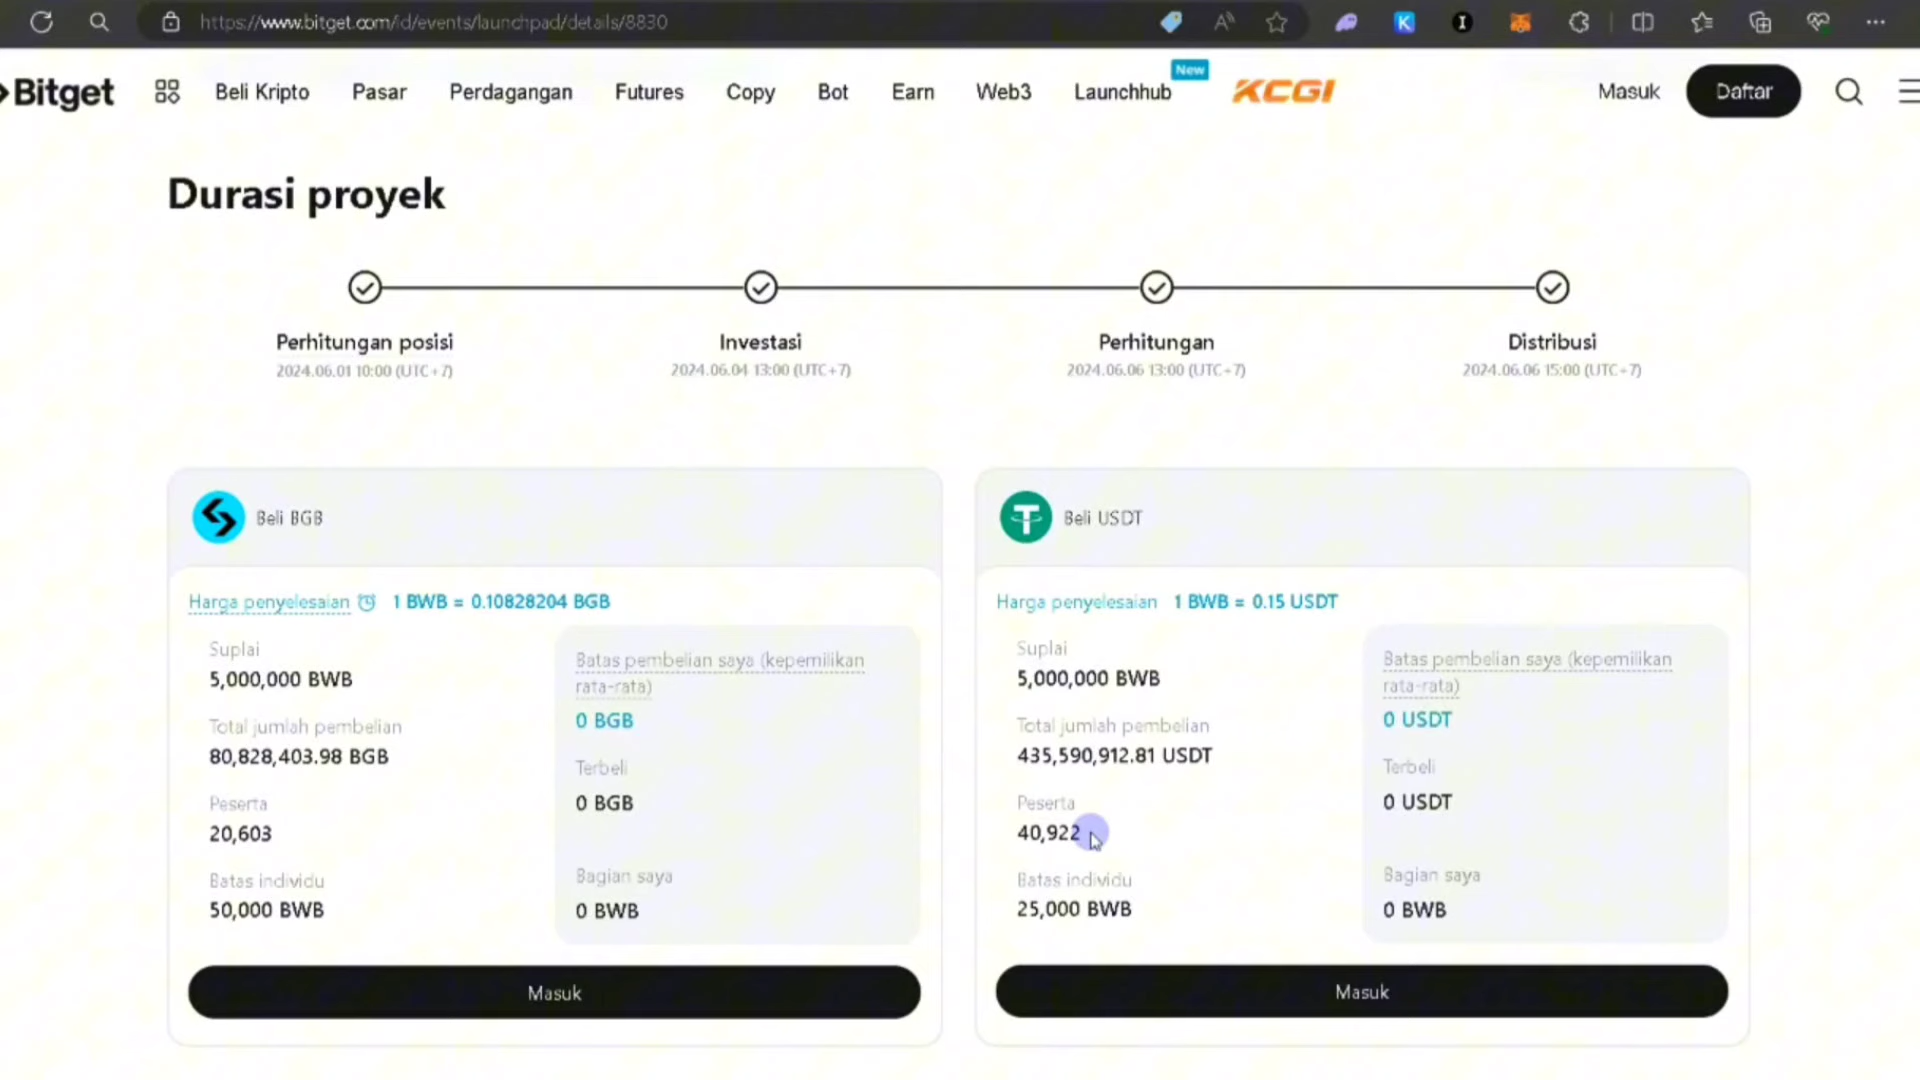 https://www.bitget.com/id/events/launchpad/details/8830
Bitget
Beli Kripto
Pasar
Perdagangan
Futures
Copy
Bot
Earn
Web3
Launchhub
New
KCGI
Masuk
Daftar
Durasi proyek
Perhitungan posisi
2024.06.01 10:00 (UTC+7)
Investasi
2024.06.04 13:00 (UTC+7)
Perhitungan
2024.06.06 13:00 (UTC+7)
Distribusi
2024.06.06 15:00 (UTC+7)
Beli BGB
Harga penyelesaian 1 BWB = 0.10828204 BGB
Suplai
5,000,000 BWB
Total jumlah pembelian
80,828,403.98 BGB
Peserta
20,603
Batas individu
50,000 BWB
Batas pembelian saya (kepemilikan
rata-rata)
0 BGB
Terbeli
0 BGB
Bagian saya
0 BWB
Masuk
Beli USDT
Harga penyelesaian 1 BWB = 0.15 USDT
Suplai
5,000,000 BWB
Total jumlah pembelian
435,590,912.81 USDT
Peserta
40,922
Batas individu
25,000 BWB
Batas pembelian saya (kepemilikan
rata-rata)
0 USDT
Terbeli
0 USDT
Bagian saya
0 BWB
Masuk